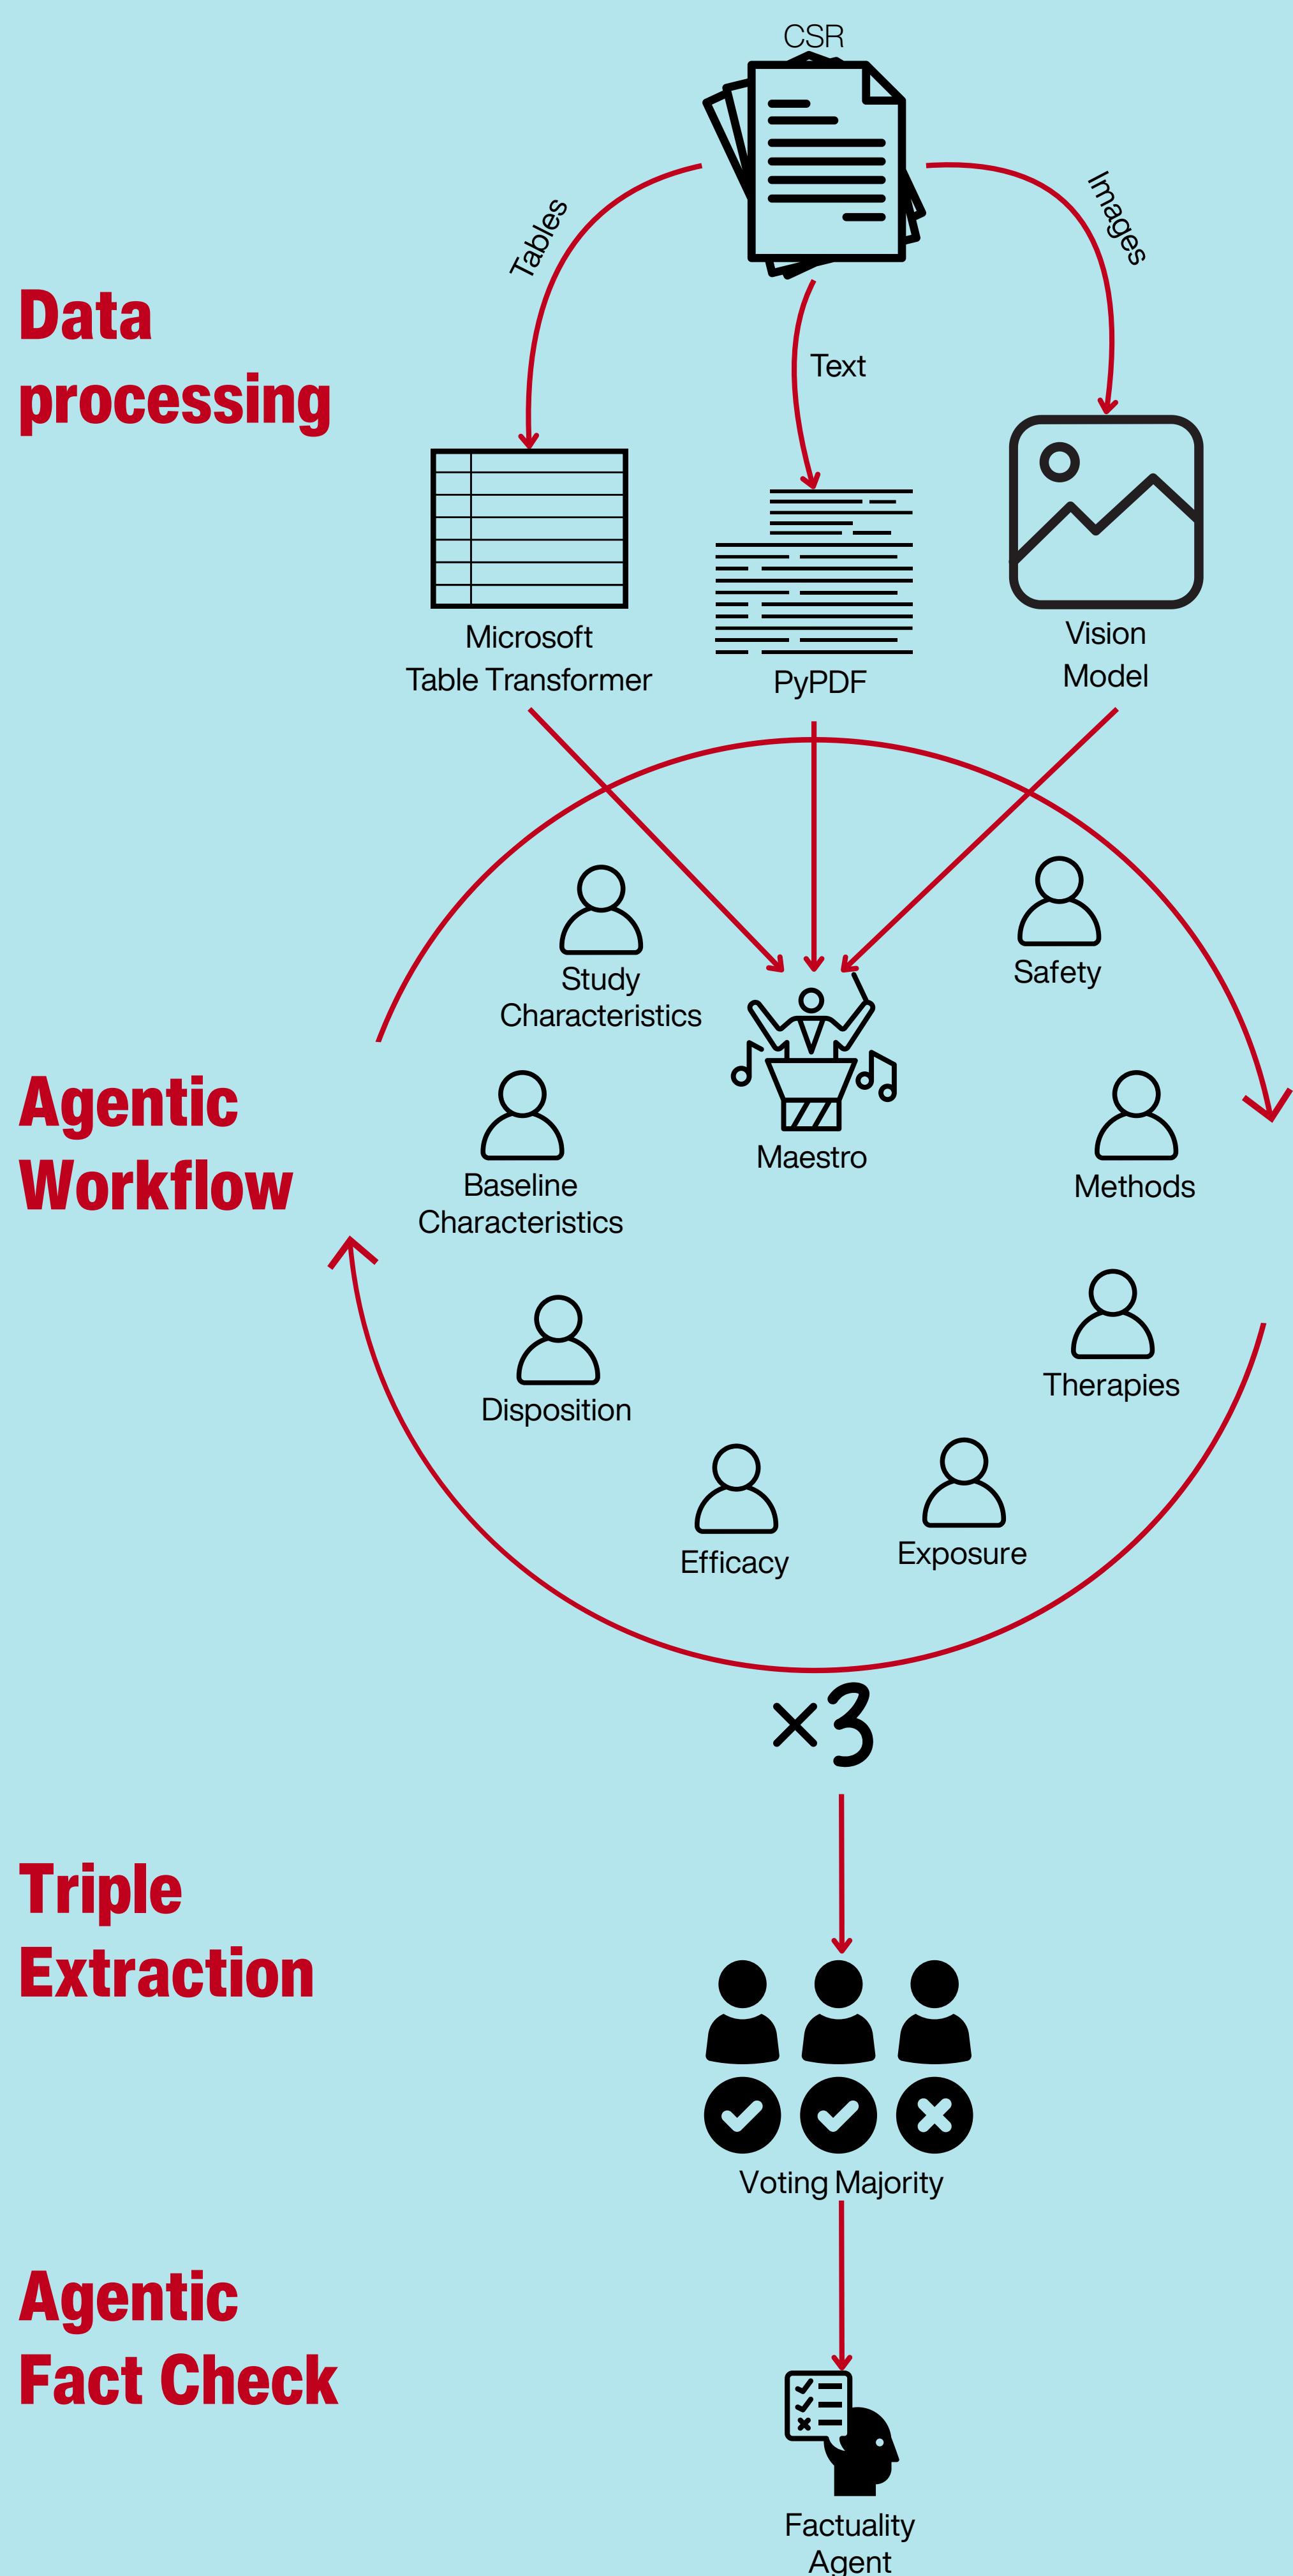 CSR
Tables
Images
Text
Data
processing
Microsoft
Table Transformer
PyPDF
Vision
Model
Study
Characteristics
Safety
Maestro
Baseline
Characteristics
Methods
Agentic
Workflow
Disposition
Therapies
Efficacy
Exposure
×3
Triple
Extraction
Voting Majority
Agentic
Fact Check
Factuality
Agent